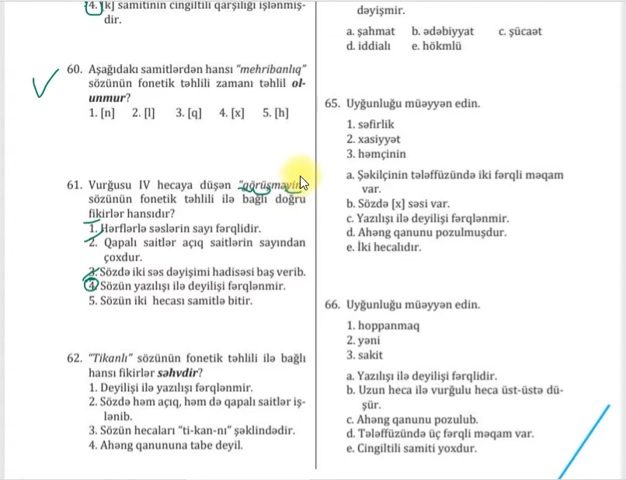 4. [k] samitinin cingiltili qarşılığı işlənmiş-
dir.
60. Aşağıdakı samitlərdən hansı "mehribanlıq"
sözünün fonetik təhlili zamanı təhlil ol-
unmur?
1. [n] 2. [l] 3. [q] 4. [x] 5. [h]
61. Vurğusu IV hecaya düşən "görüşməyin"
sözünün fonetik təhlili ilə bağlı doğru
fikirlər hansıdır?
1. Hərflərlə səslərin sayı fərqlidir.
2. Qapalı saitlər açıq saitlərin sayından
çoxdur.
3. Sözdə iki səs dəyişimi hadisəsi baş verib.
4. Sözün yazılışı ilə deyilişi fərqlənmir.
5. Sözün iki hecası samitlə bitir.
62. "Tikanlı" sözünün fonetik təhlili ilə bağlı
hansı fikirlər səhvdir?
1. Deyilişi ilə yazılışı fərqlənmir.
2. Sözdə həm açıq, həm də qapalı saitlər iş-
lənib.
3. Sözün hecaları "ti-kan-nı" şəklindədir.
4. Ahəng qanununa tabe deyil.
dəyişmir.
a. şahmat b. ədəbiyyat c. şücaət
d. iddialı e. hökmlü
65. Uyğunluğu müəyyən edin.
1. səfirlik
2. xasiyyət
3. həmçinin
a. Şəkilçinin tələffüzündə iki fərqli məqam
var.
b. Sözdə [x] səsi var.
c. Yazılışı ilə deyilişi fərqlənmir.
d. Ahəng qanunu pozulmuşdur.
e. İki hecalıdır.
66. Uyğunluğu müəyyən edin.
1. hoppanmaq
2. yəni
3. sakit
a. Yazılışı ilə deyilişi fərqlidir.
b. Uzun heca ilə vurğulu heca üst-üstə dü-
şür.
c. Ahəng qanunu pozulub.
d. Tələffüzündə üç fərqli məqam var.
e. Cingiltili samiti yoxdur.